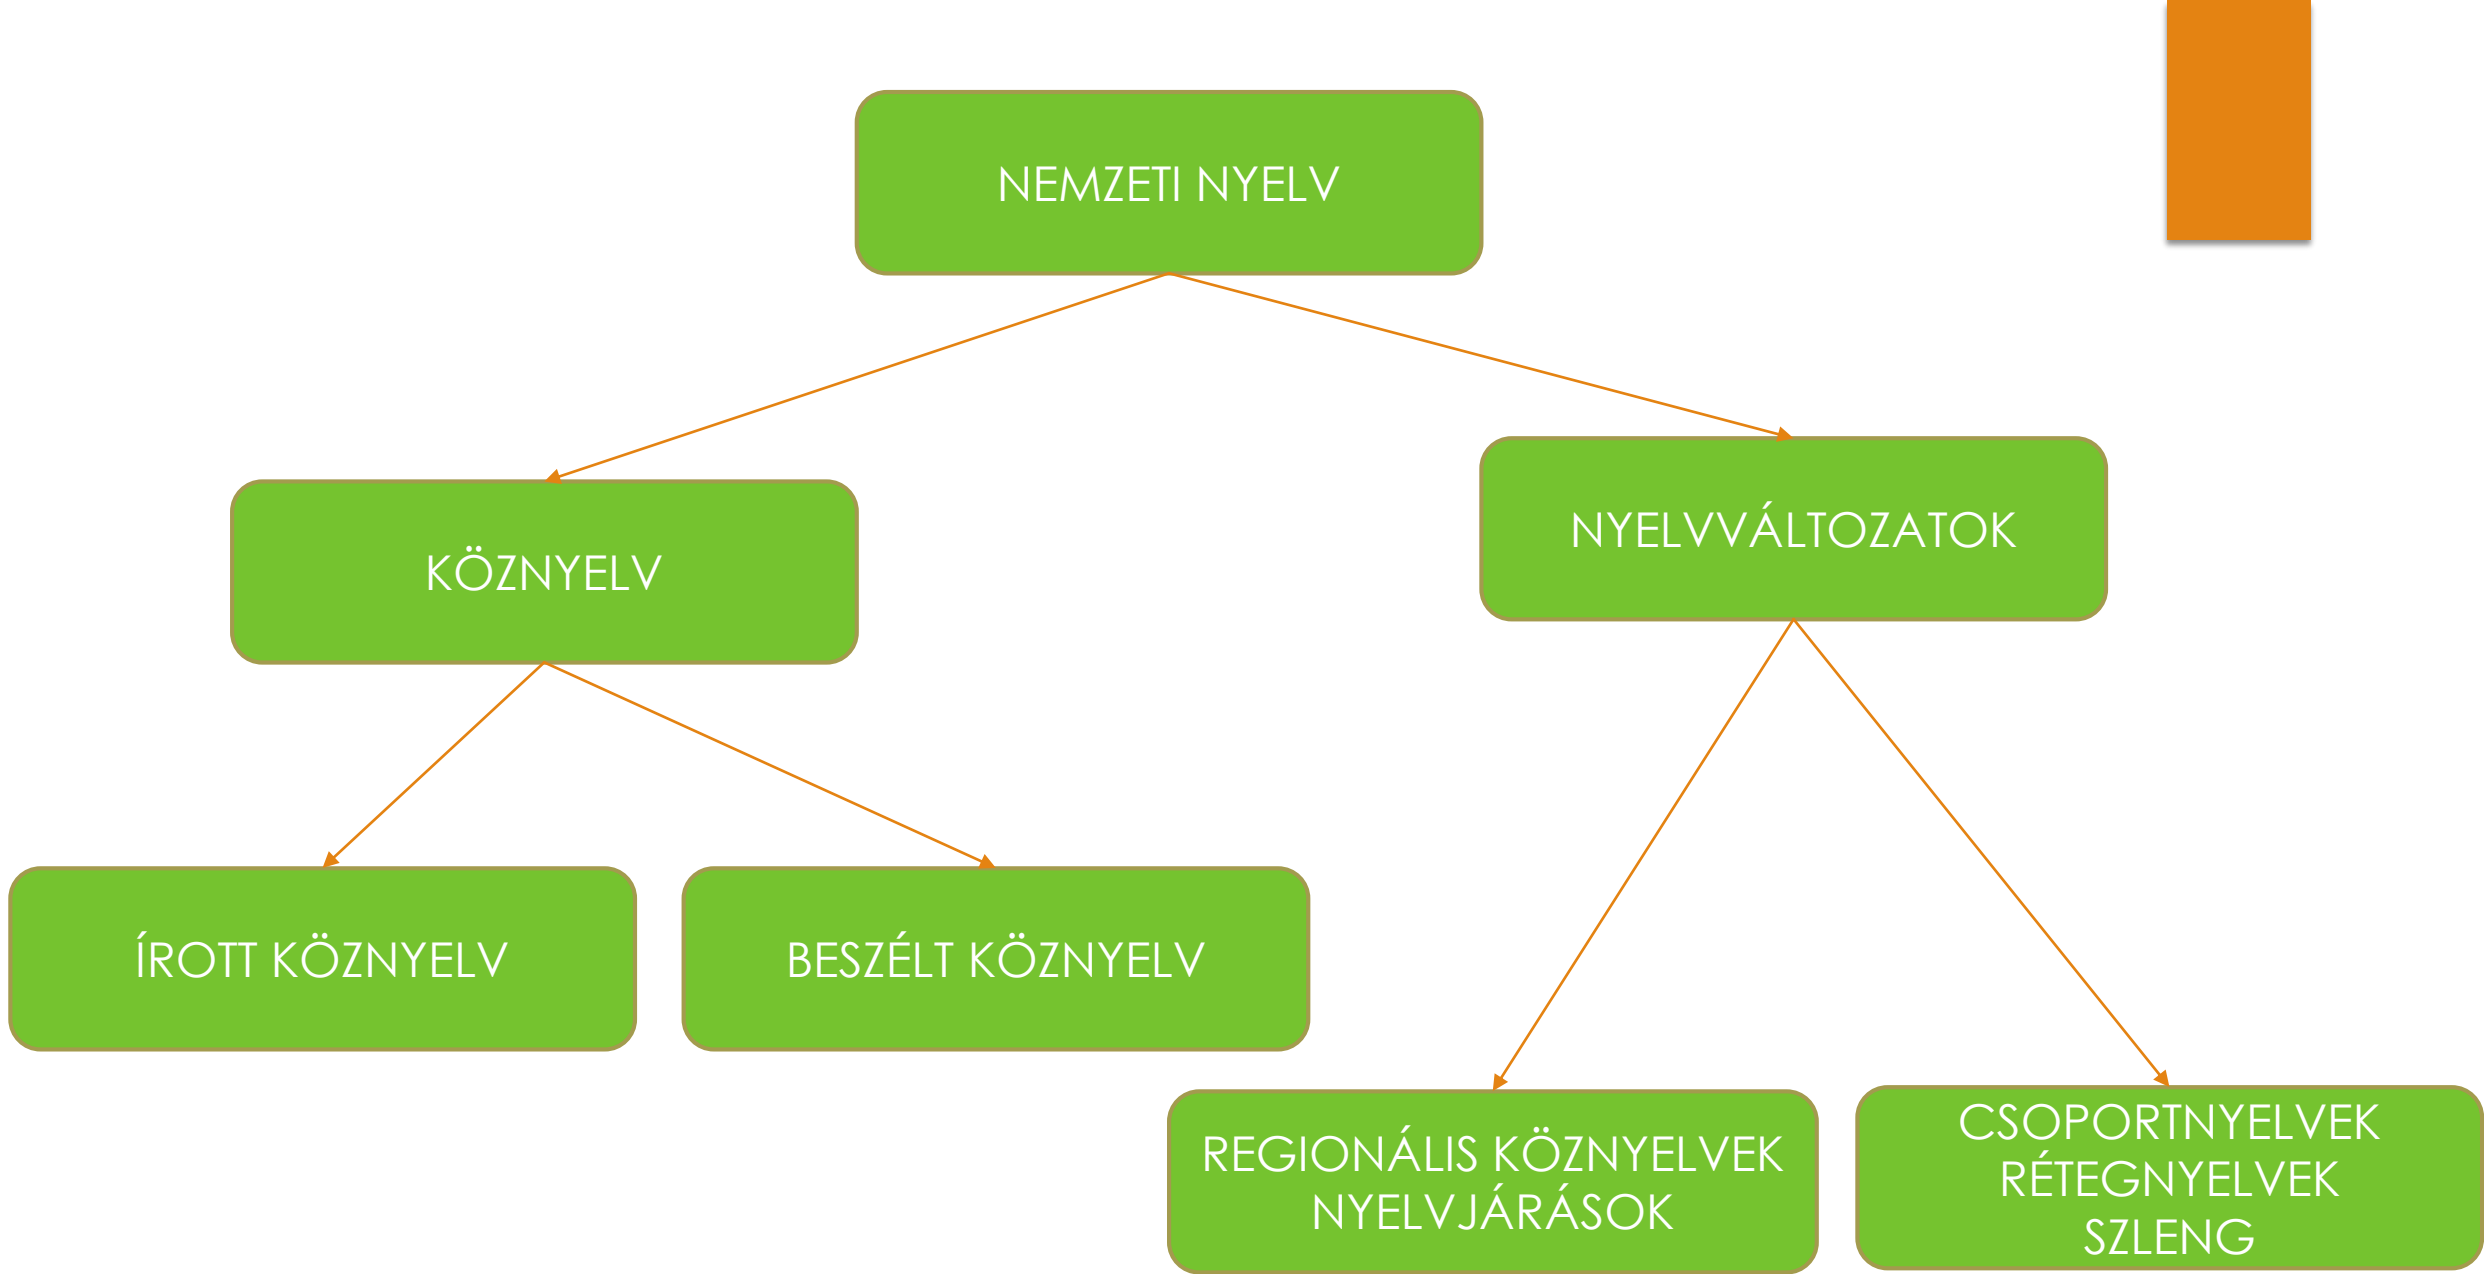 NEMZETI NYELV
KÖZNYELV
NYELVVÁLTOZATOK
ÍROTT KÖZNYELV
BESZÉLT KÖZNYELV
REGIONÁLIS KÖZNYELVEK
NYELVJÁRÁSOK
CSOPORTNYELVEK
RÉTEGNYELVEK
SZLENG